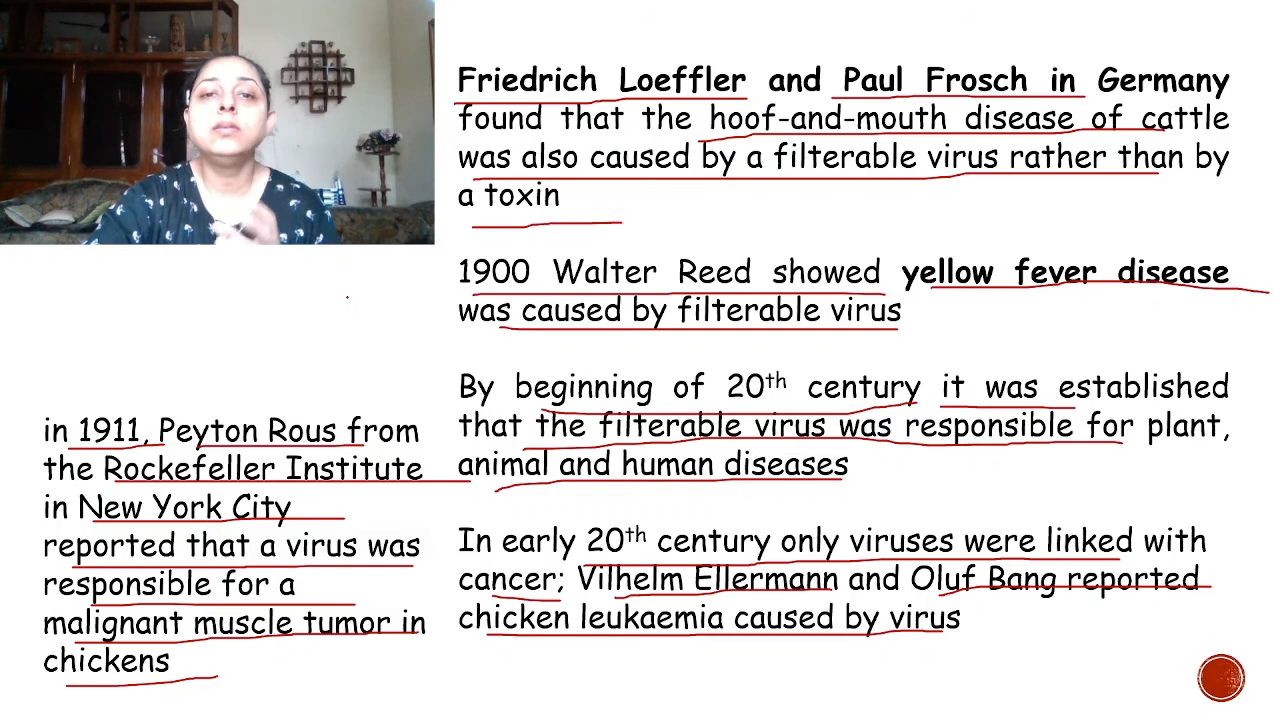 Friedrich Loeffler and Paul Frosch in Germany
found that the hoof-and-mouth disease of cattle
was also caused by a filterable virus rather than by
a toxin
1900 Walter Reed showed yellow fever disease
was caused by filterable virus
By beginning of 20th century it was established
that the filterable virus was responsible for plant,
animal and human diseases
In early 20th century only viruses were linked with
cancer; Vilhelm Ellermann and Oluf Bang reported
chicken leukaemia caused by virus
in 1911, Peyton Rous from
the Rockefeller Institute
in New York City
reported that a virus was
responsible for a
malignant muscle tumor in
chickens